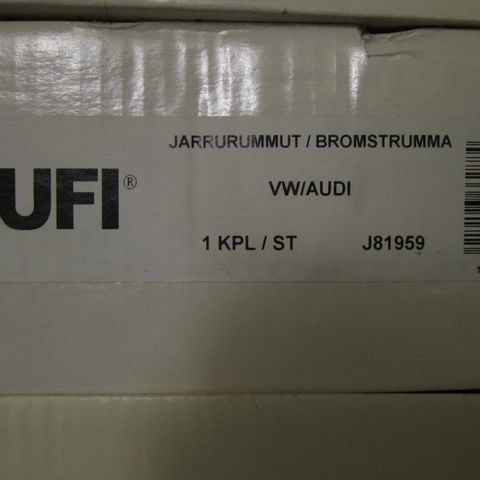 JARRURUMMUT / BROMSTRUMMA
UFI®
VW/AUDI
1 KPL / ST J81959